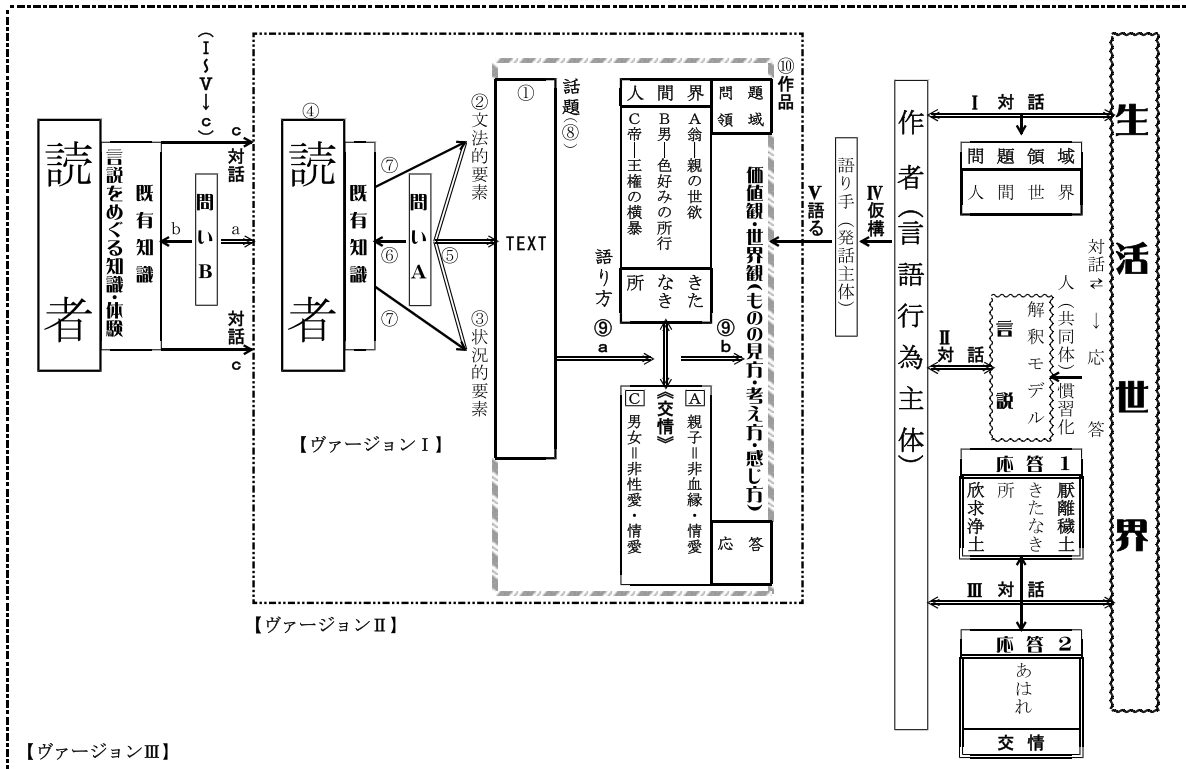 生活世界
Ⅰ 対話
問題領域
人間世界
対話⇄ → 応答
人（共同体）慣習化
解釈モデル
言説
Ⅱ
対話
応答1
厭離穢土
きたなき
所
欣求浄土
Ⅲ 対話
応答2
あはれ
交情
作者（言語行為主体）
Ⅳ仮構
語り手（発話主体）
Ⅴ語る
⑩作品
問題
領域
価値観・世界観（ものの見方・考え方・感じ方）
応答
人間界
A翁―親の世欲
B男―色好みの所行
C帝―王権の横暴
きた
なき
所
語り方
⑨
a
⑨
b
A 親子＝非血縁・情愛
《交情》
C 男女＝非性愛・情愛
話題（⑧）
①
TEXT
②文法的要素
③状況的要素
⑦
問いA
⑤
⑥
⑦
既有知識
④
読者
【ヴァージョンⅠ】
【ヴァージョンⅡ】
（Ⅰ～Ⅴ→c）
c
対話
a
問いB
b
対話
c
既有知識
言説をめぐる知識・体験
読者
【ヴァージョンⅢ】